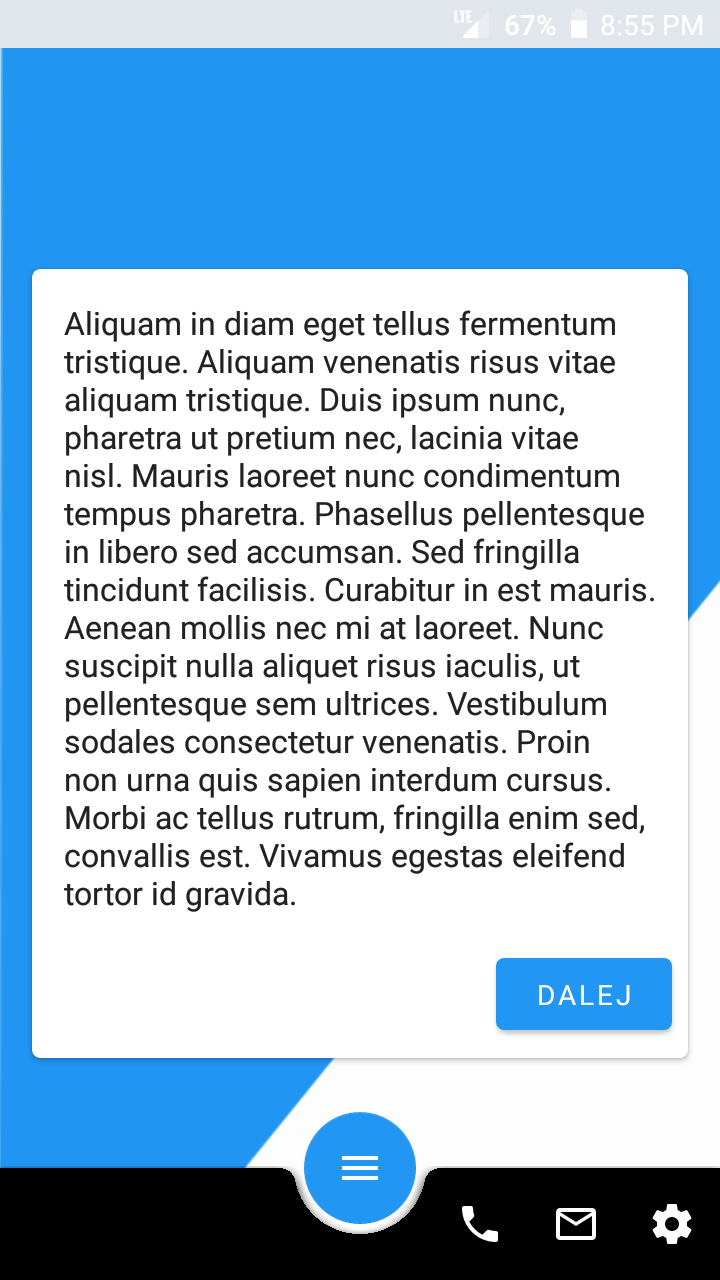 LTE 67% 8:55 PM
Aliquam in diam eget tellus fermentum
tristique. Aliquam venenatis risus vitae
aliquam tristique. Duis ipsum nunc,
pharetra ut pretium nec, lacinia vitae
nisl. Mauris laoreet nunc condimentum
tempus pharetra. Phasellus pellentesque
in libero sed accumsan. Sed fringilla
tincidunt facilisis. Curabitur in est mauris.
Aenean mollis nec mi at laoreet. Nunc
suscipit nulla aliquet risus iaculis, ut
pellentesque sem ultrices. Vestibulum
sodales consectetur venenatis. Proin
non urna quis sapien interdum cursus.
Morbi ac tellus rutrum, fringilla enim sed,
convallis est. Vivamus egestas eleifend
tortor id gravida.
DALEJ